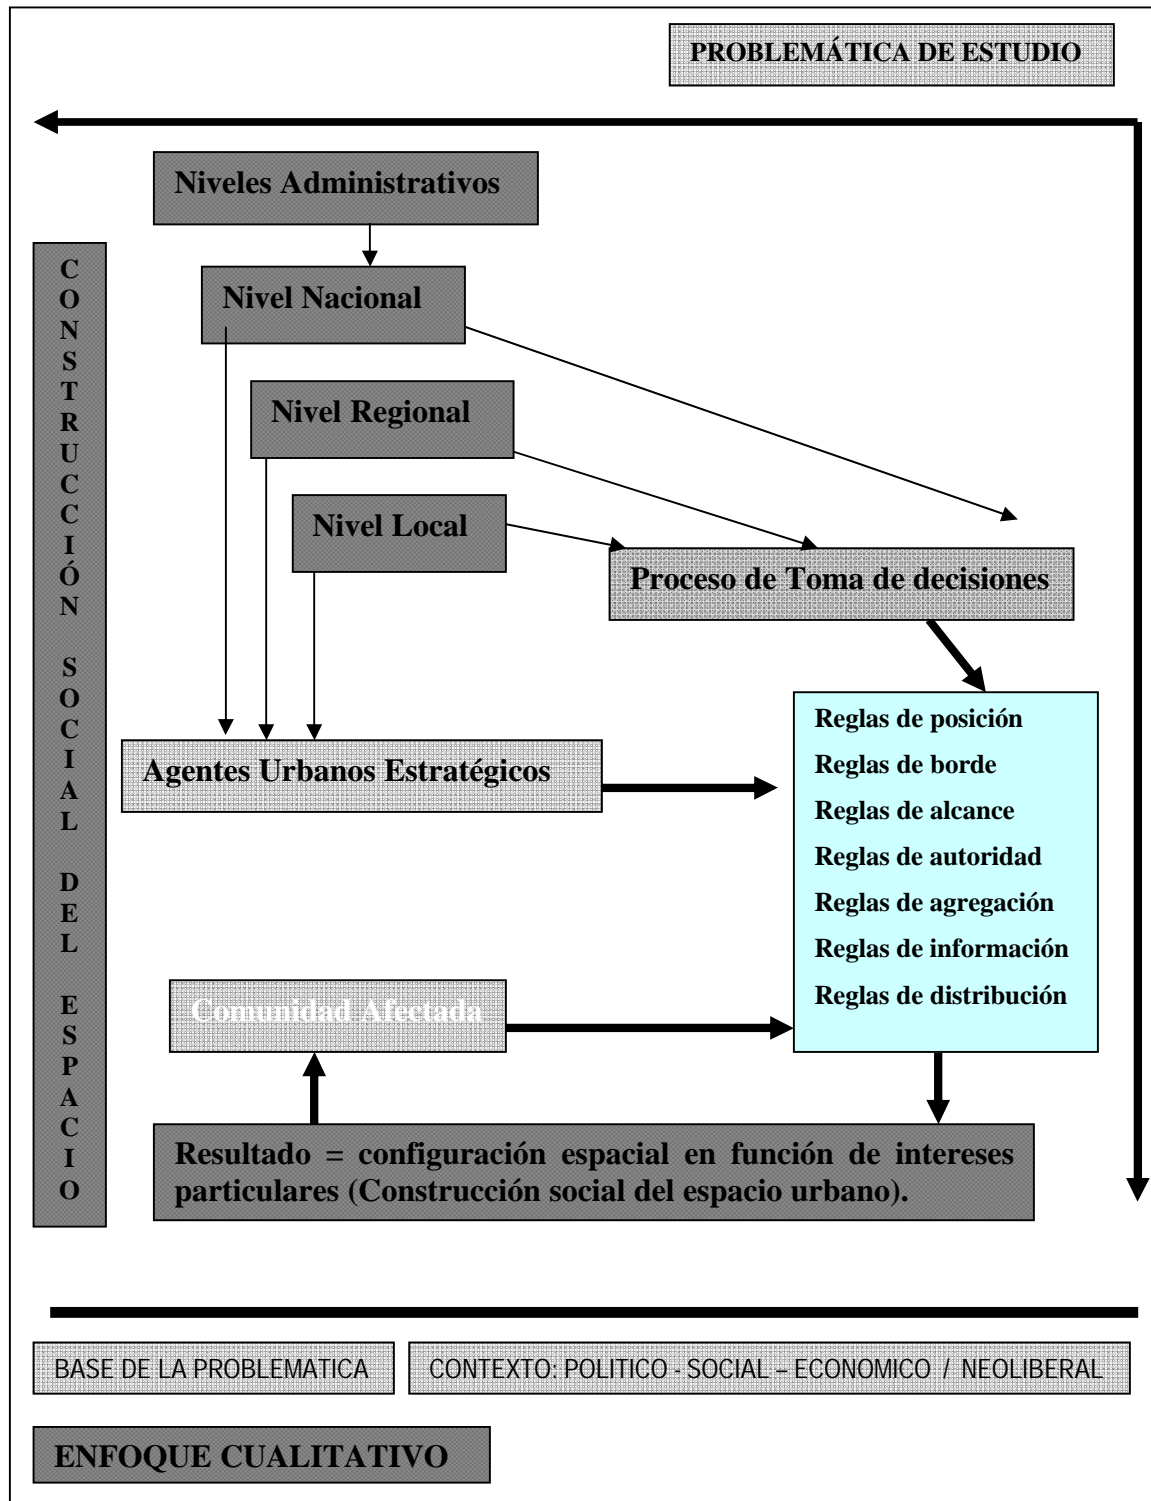 PROBLEMÁTICA DE ESTUDIO
Niveles Administrativos
CONSTRUCCIÓN SOCIAL DEL ESPACIO
Nivel Nacional
Nivel Regional
Nivel Local
Proceso de Toma de decisiones
Reglas de posición
Reglas de borde
Reglas de alcance
Reglas de autoridad
Reglas de agregación
Reglas de información
Reglas de distribución
Agentes Urbanos Estratégicos
Comunidad Afectada
Resultado = configuración espacial en función de intereses
particulares (Construcción social del espacio urbano).
BASE DE LA PROBLEMATICA
CONTEXTO: POLITICO - SOCIAL – ECONOMICO / NEOLIBERAL
ENFOQUE CUALITATIVO